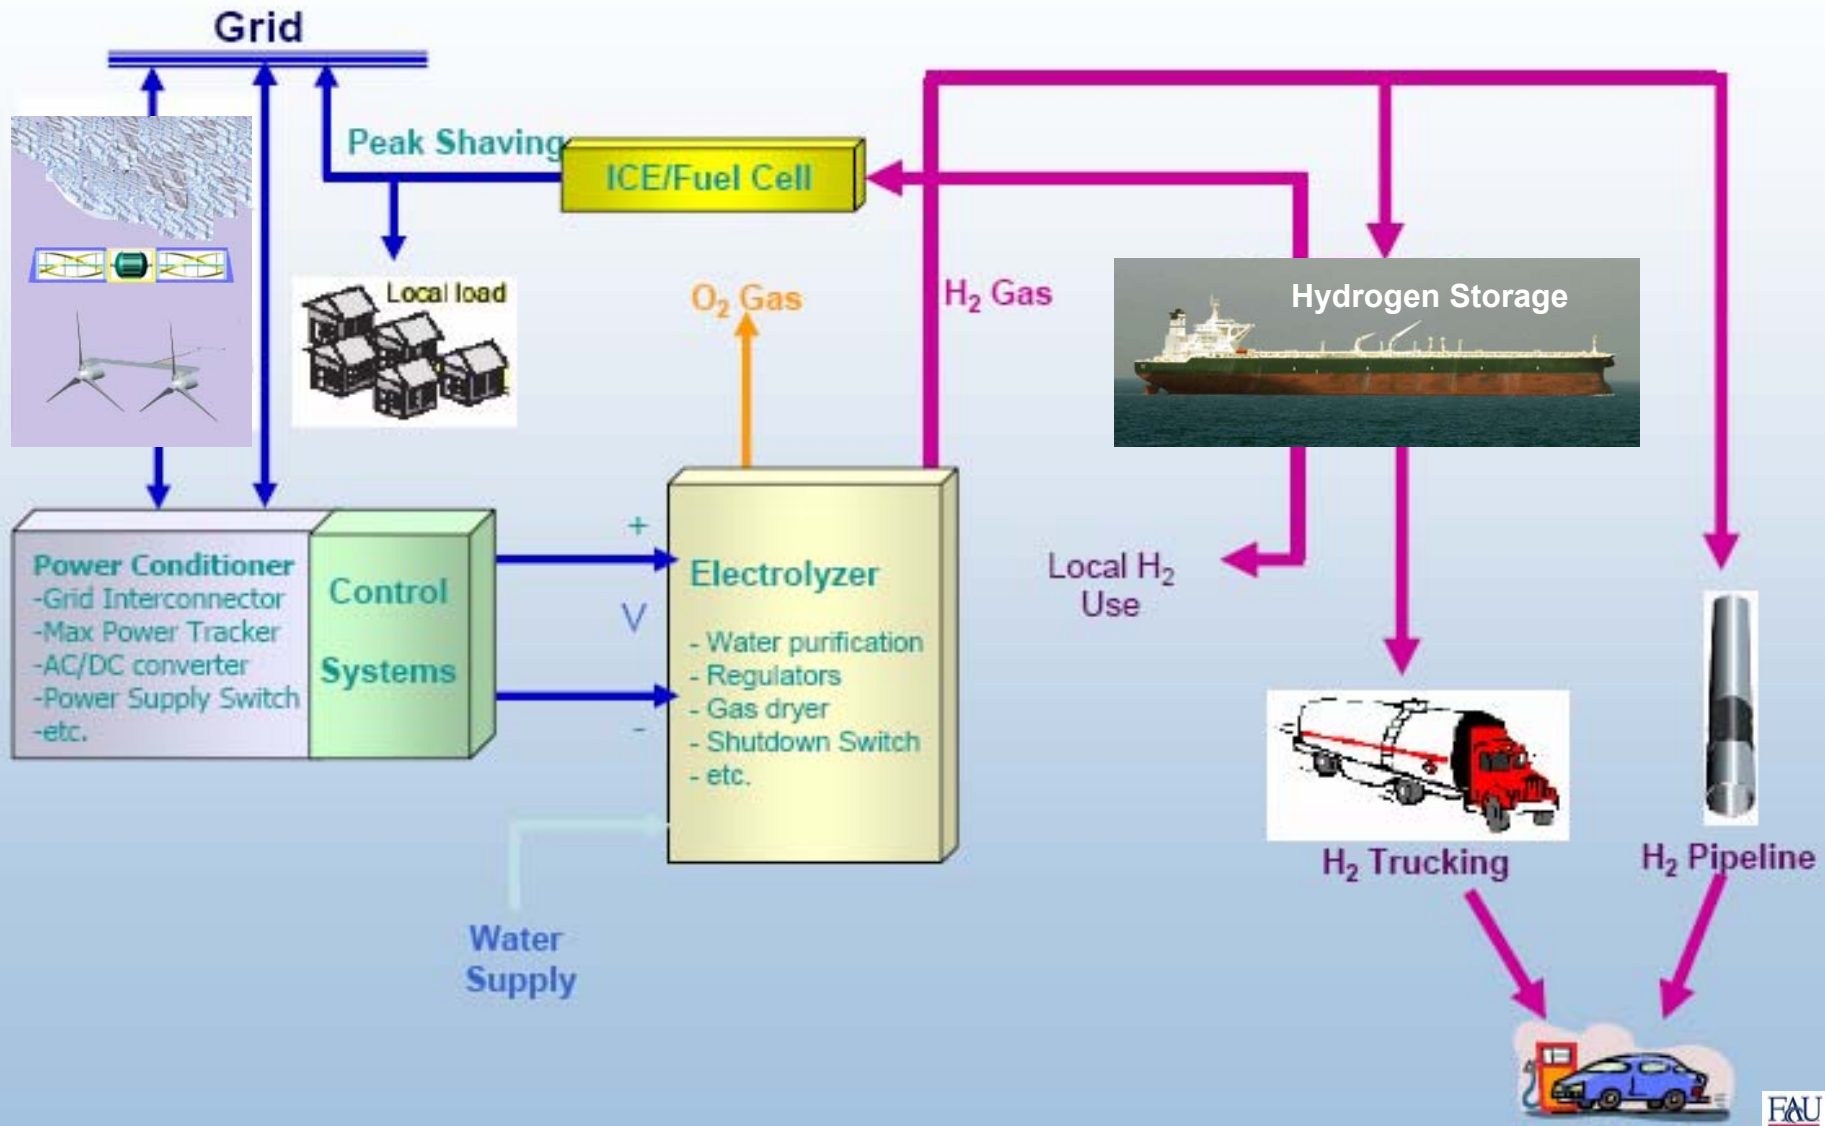 Grid
Peak Shaving
ICE/Fuel Cell
Local load
O₂ Gas
H₂ Gas
Hydrogen Storage
Power Conditioner
-Grid Interconnector
-Max Power Tracker
-AC/DC converter
-Power Supply Switch
-etc.
Control
Systems
+
V
-
Electrolyzer
- Water purification
- Regulators
- Gas dryer
- Shutdown Switch
- etc.
Local H₂
Use
Water
Supply
H₂ Trucking
H₂ Pipeline
FAU